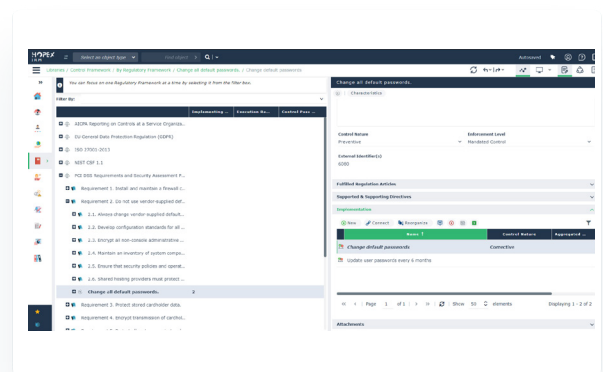 HOPEX
Select an object type
Find object
Libraries / Control Framework / By Regulatory Framework / Change all default passwords. / Change default passwords
You can focus on one Regulatory Framework at a time by selecting it from the filter box.
Filter By:
Implementing ...
Execution Ra...
Control Pass ...
AICPA Reporting on Controls at a Service Organiza...
EU General Data Protection Regulation (GDPR)
ISO 27001-2013
NIST CSF 1.1
PCI DSS Requirements and Security Assessment P...
Requirement 1. Install and maintain a firewall c...
Requirement 2. Do not use vendor-supplied def...
2.1. Always change vendor-supplied default...
2.2. Develop configuration standards for all ...
2.3. Encrypt all non-console administrative ...
2.4. Maintain an inventory of system compo...
2.5. Ensure that security policies and operat...
2.6. Shared hosting providers must protect ...
Change all default passwords. 2
Requirement 3. Protect stored cardholder data.
Requirement 4. Encrypt transmission of cardhol...
Change all default passwords.
Characteristics
Control Nature
Enforcement Level
Preventive
Mandated Control
External Identifier(s)
Fulfilled Regulation Articles
Supported & Supporting Directives
Implementation
New
Connect
Reorganize
Name ↑
Control Nature
Aggregated ...
Change default passwords
Corrective
Update user passwords every 6 months
Page 1 of 1
Show 50 elements
Displaying 1 - 2 of 2
Attachments